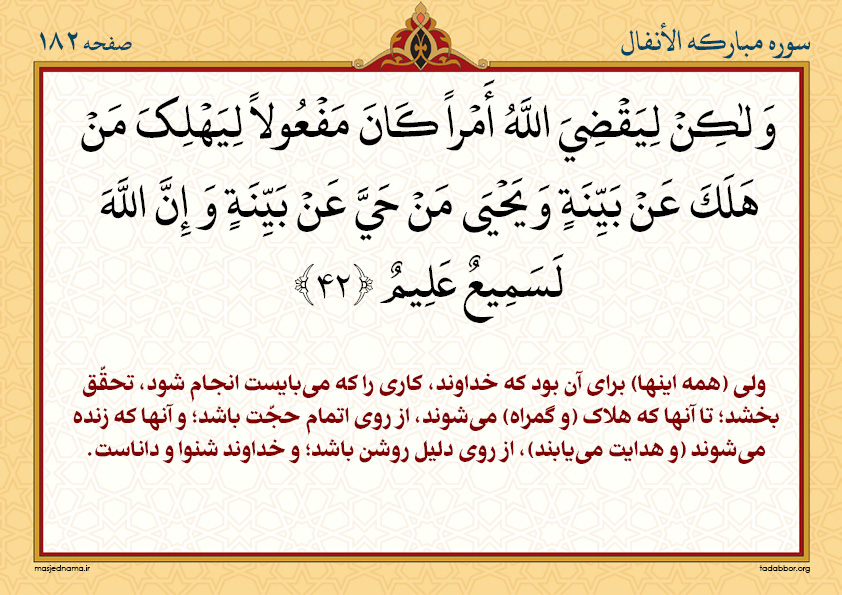 سوره مبارکه الأنفال
صفحه ۱۸۲
وَ لٰکِنْ لِیَقْضِيَ اللَّهُ أَمْراً کَانَ مَفْعُولاً لِیَهْلِکَ مَنْ
هَلَكَ عَنْ بَیِّنَةٍ وَ یَحْیَی مَنْ حَيَّ عَنْ بَیِّنَةٍ وَ إِنَّ اللَّهَ
لَسَمِیعٌ عَلِیمٌ ﴿۴۲﴾
ولی (همه اینها) برای آن بود که خداوند، کاری را که می‌بایست انجام شود، تحقّق
بخشد؛ تا آنها که هلاک (و گمراه) می‌شوند، از روی اتمام حجّت باشد؛ و آنها که زنده
می‌شوند (و هدایت می‌یابند)، از روی دلیل روشن باشد؛ و خداوند شنوا و داناست.
masjednama.ir
tadabbor.org